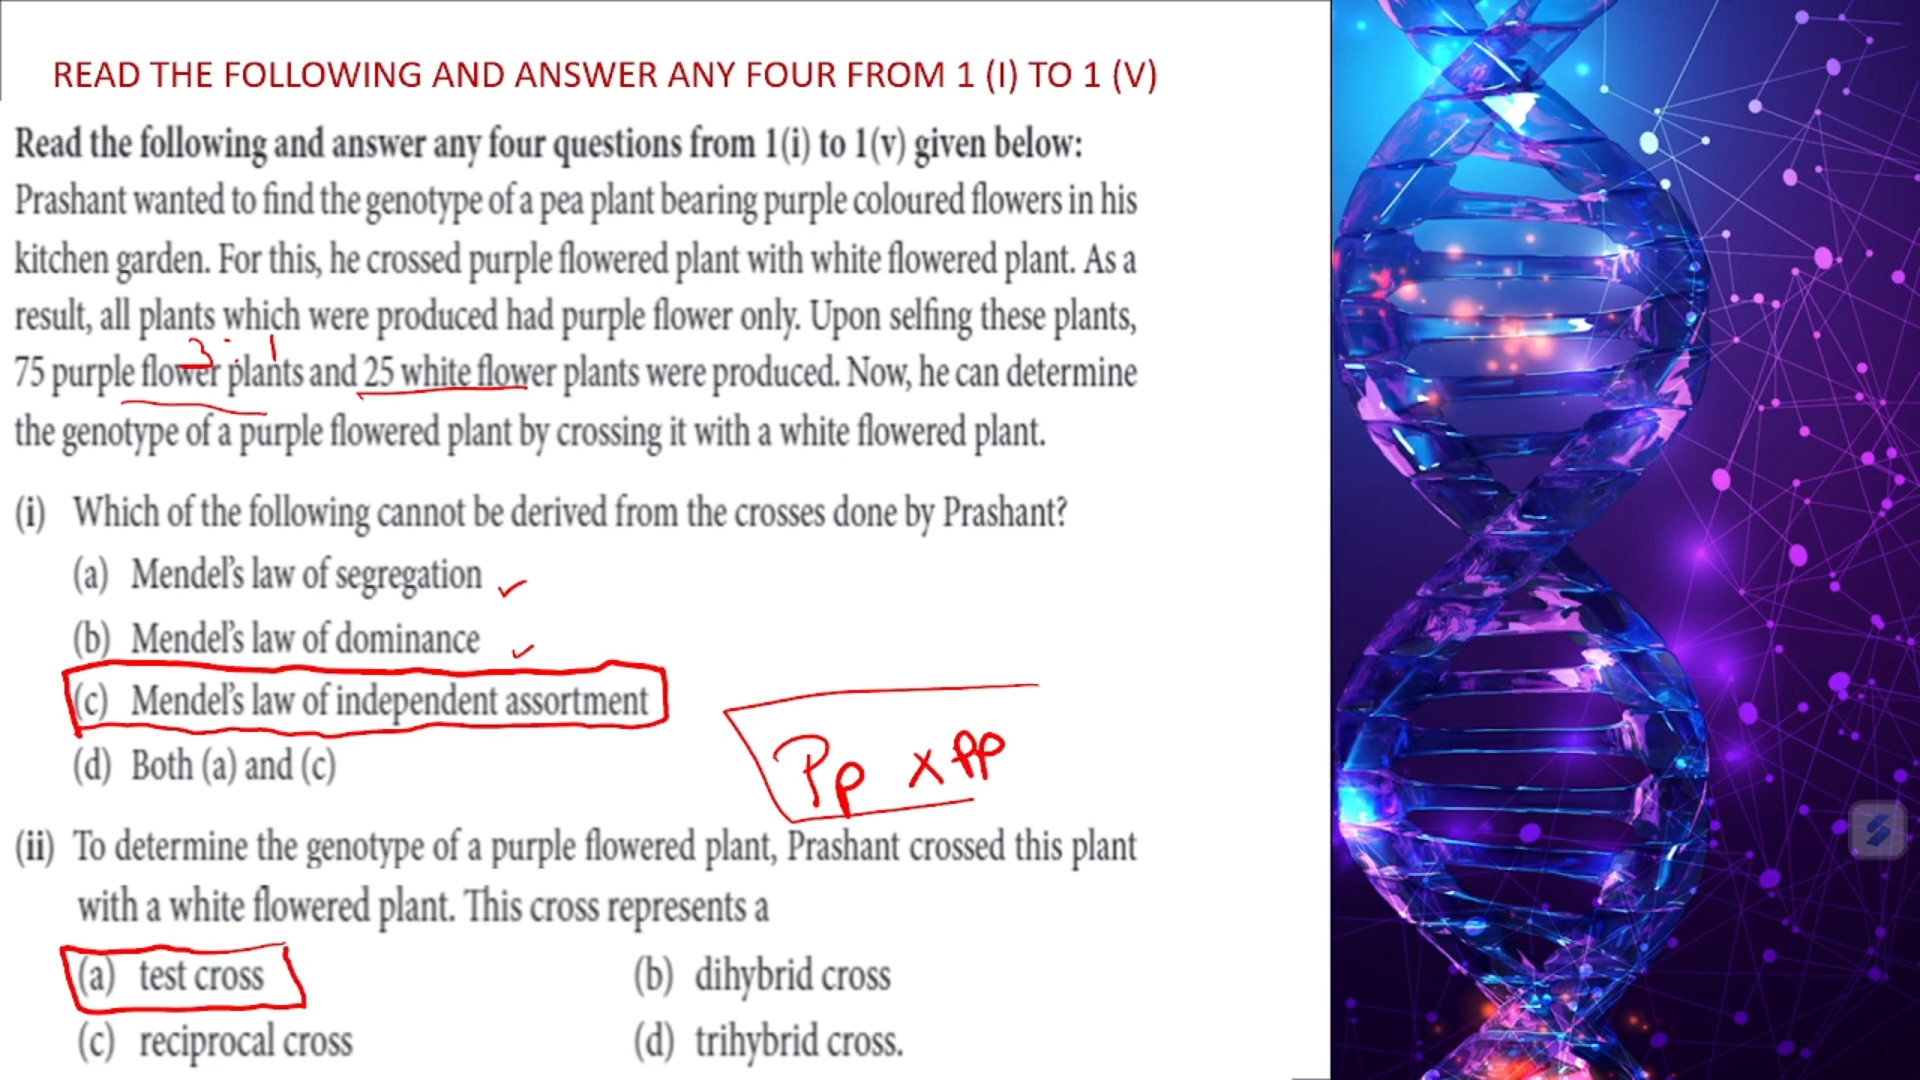 READ THE FOLLOWING AND ANSWER ANY FOUR FROM 1 (I) TO 1 (V)
Read the following and answer any four questions from 1(i) to 1(v) given below:
Prashant wanted to find the genotype of a pea plant bearing purple coloured flowers in his
kitchen garden. For this, he crossed purple flowered plant with white flowered plant. As a
result, all plants which were produced had purple flower only. Upon selfing these plants,
3 : 1
75 purple flower plants and 25 white flower plants were produced. Now, he can determine
the genotype of a purple flowered plant by crossing it with a white flowered plant.
(i) Which of the following cannot be derived from the crosses done by Prashant?
(a) Mendel's law of segregation
(b) Mendel's law of dominance
(c) Mendel's law of independent assortment
(d) Both (a) and (c)
Pp x pp
(ii) To determine the genotype of a purple flowered plant, Prashant crossed this plant
with a white flowered plant. This cross represents a
(a) test cross
(b) dihybrid cross
(c) reciprocal cross
(d) trihybrid cross.